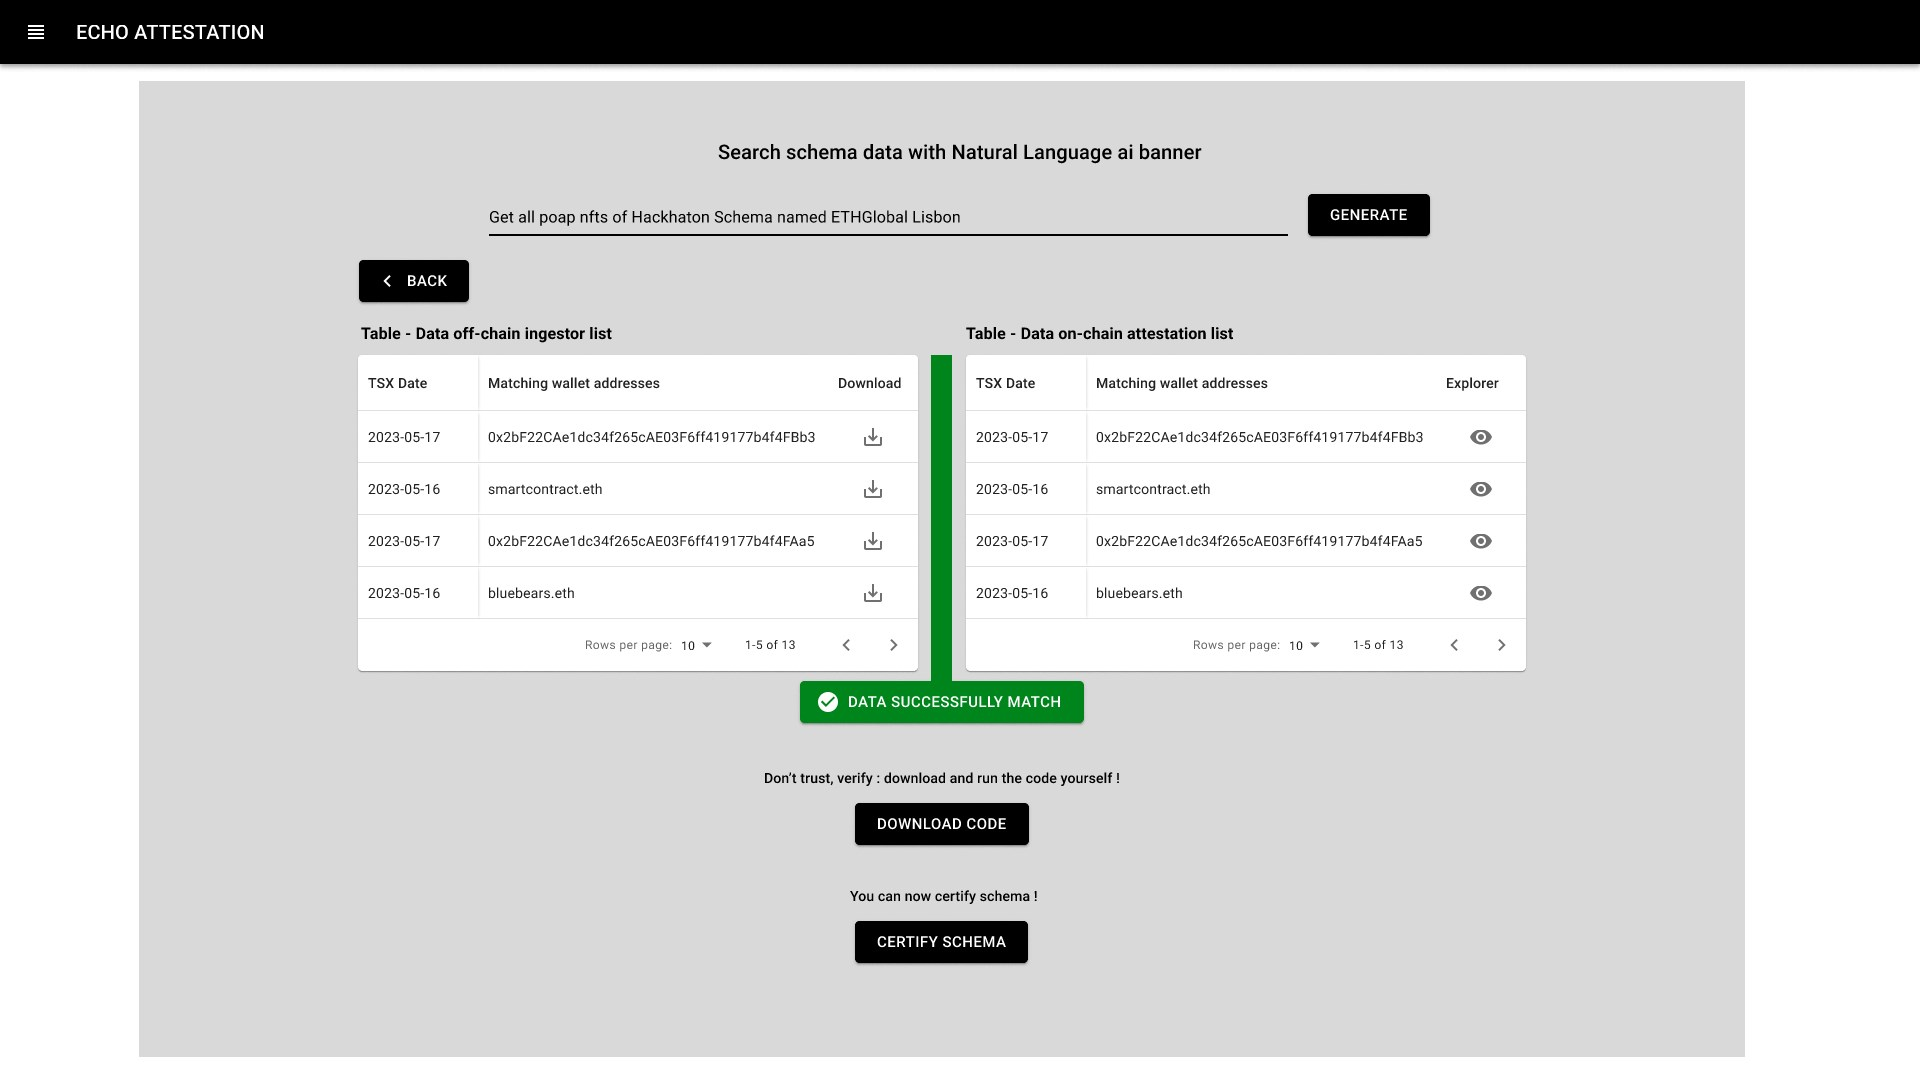 ECHO ATTESTATION
Search schema data with Natural Language ai banner
Get all poap nfts of Hackhaton Schema named ETHGlobal Lisbon
GENERATE
BACK
Table - Data off-chain ingestor list
TSX Date Matching wallet addresses Download
2023-05-17 0x2bF22CAe1dc34f265cAE03F6ff419177b4f4FBb3
2023-05-16 smartcontract.eth
2023-05-17 0x2bF22CAe1dc34f265cAE03F6ff419177b4f4FAa5
2023-05-16 bluebears.eth
Rows per page: 10 1-5 of 13
Table - Data on-chain attestation list
TSX Date Matching wallet addresses Explorer
2023-05-17 0x2bF22CAe1dc34f265cAE03F6ff419177b4f4FBb3
2023-05-16 smartcontract.eth
2023-05-17 0x2bF22CAe1dc34f265cAE03F6ff419177b4f4FAa5
2023-05-16 bluebears.eth
Rows per page: 10 1-5 of 13
DATA SUCCESSFULLY MATCH
Don’t trust, verify : download and run the code yourself !
DOWNLOAD CODE
You can now certify schema !
CERTIFY SCHEMA